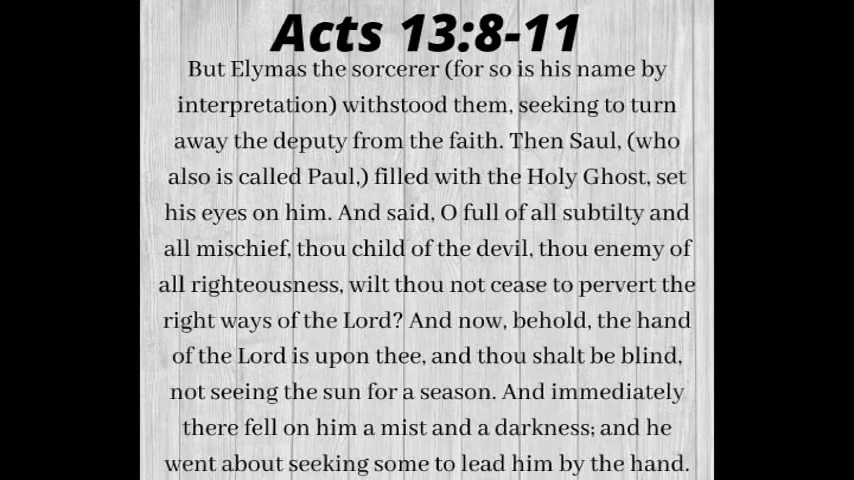 Acts 13:8-11
But Elymas the sorcerer (for so is his name by
interpretation) withstood them, seeking to turn
away the deputy from the faith. Then Saul, (who
also is called Paul,) filled with the Holy Ghost, set
his eyes on him. And said, O full of all subtilty and
all mischief, thou child of the devil, thou enemy of
all righteousness, wilt thou not cease to pervert the
right ways of the Lord? And now, behold, the hand
of the Lord is upon thee, and thou shalt be blind,
not seeing the sun for a season. And immediately
there fell on him a mist and a darkness; and he
went about seeking some to lead him by the hand.